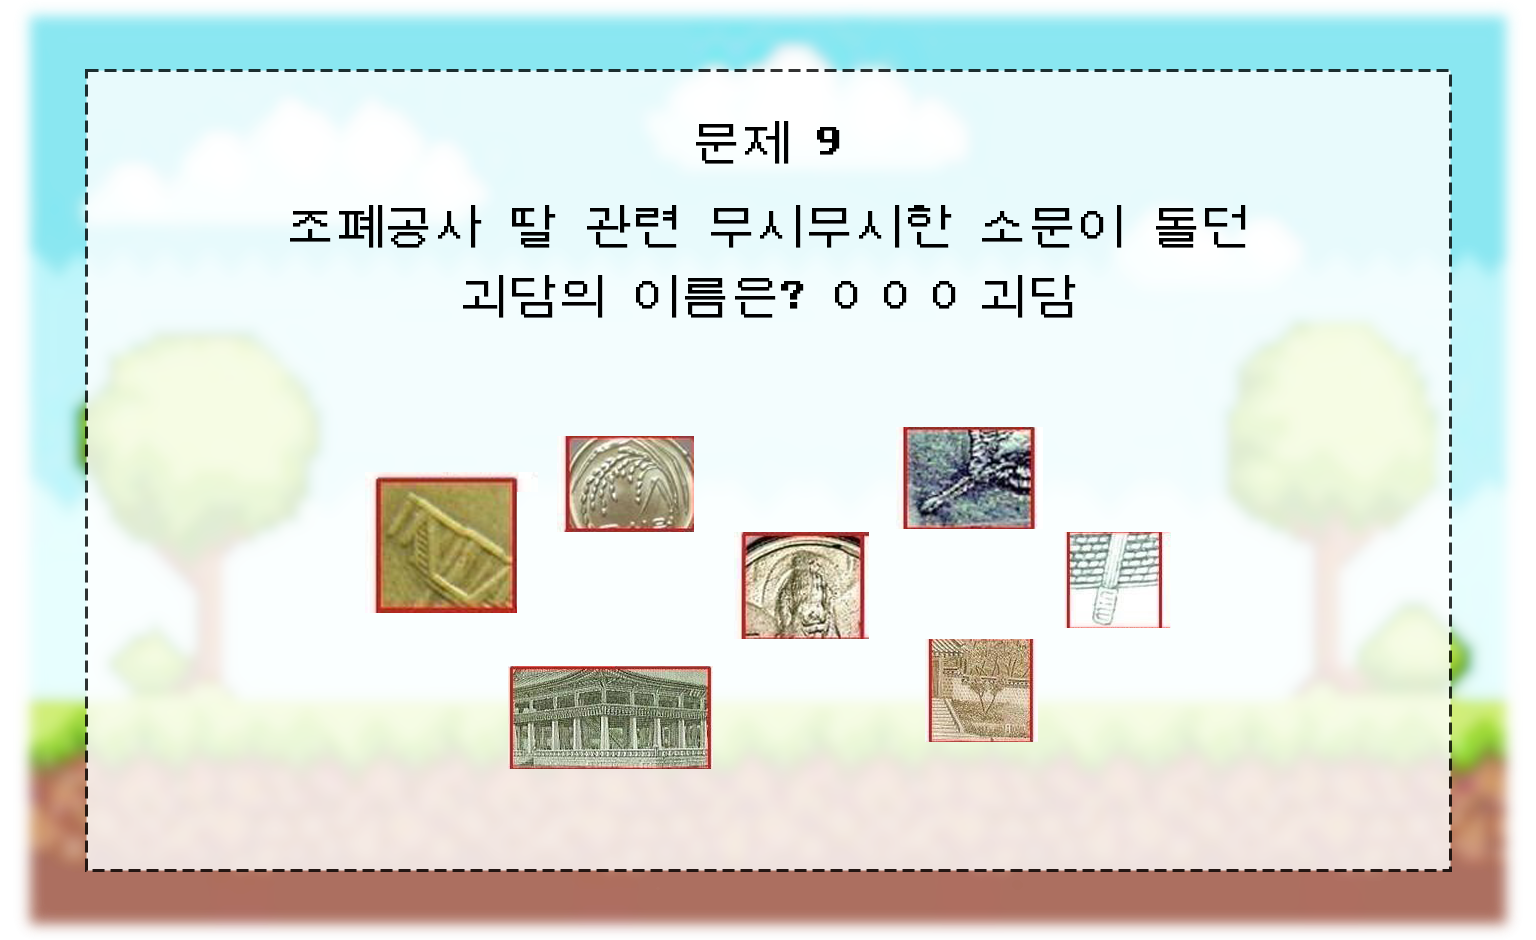 문제 9
조폐공사 딸 관련 무시무시한 소문이 돌던
괴담의 이름은? ㅇ ㅇ ㅇ 괴담